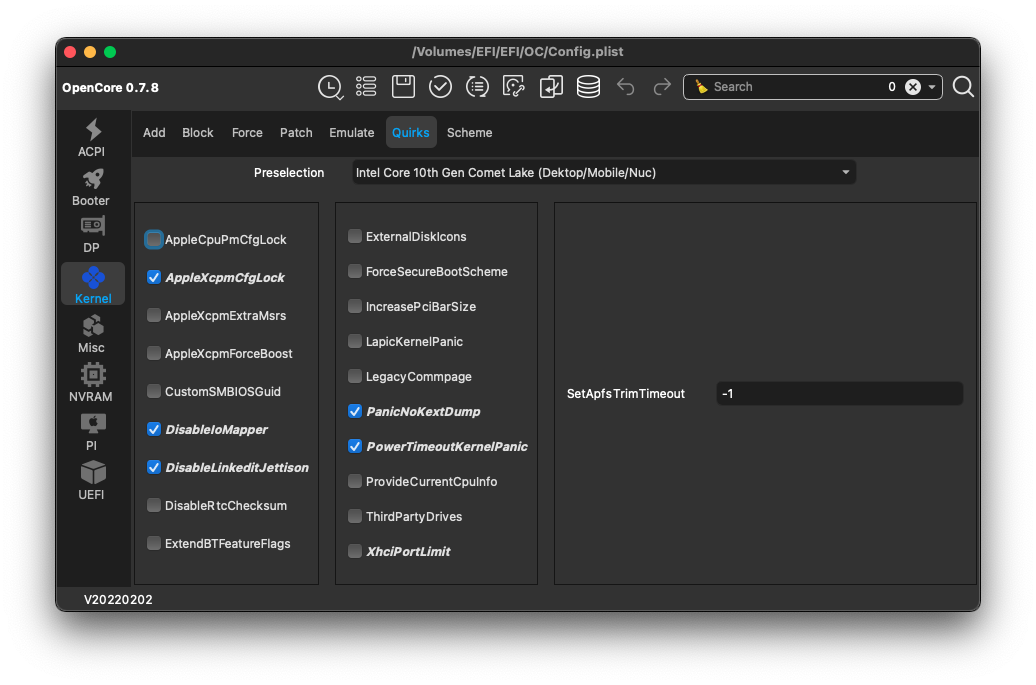 /Volumes/EFI/EFI/OC/Config.plist
OpenCore 0.7.8
Search
0
ACPI
Booter
DP
Kernel
Misc
NVRAM
PI
UEFI
Add Block Force Patch Emulate Quirks Scheme
Preselection Intel Core 10th Gen Comet Lake (Dektop/Mobile/Nuc)
AppleCpuPmCfgLock
AppleXcpmCfgLock
AppleXcpmExtraMsrs
AppleXcpmForceBoost
CustomSMBIOSGuid
DisableIoMapper
DisableLinkeditJettison
DisableRtcChecksum
ExtendBTFeatureFlags
ExternalDiskIcons
ForceSecureBootScheme
IncreasePciBarSize
LapicKernelPanic
LegacyCommpage
PanicNoKextDump
PowerTimeoutKernelPanic
ProvideCurrentCpuInfo
ThirdPartyDrives
XhciPortLimit
SetApfsTrimTimeout -1
V20220202